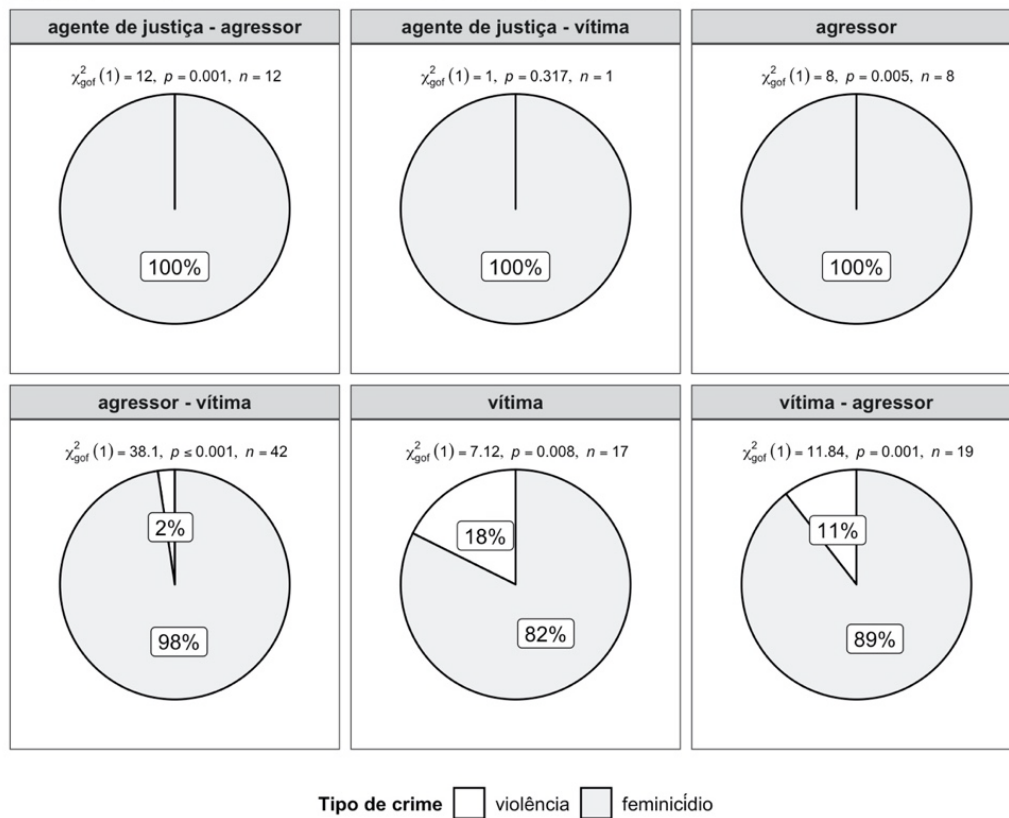 agente de justiça - agressor
χ²gof (1) = 12, p = 0.001, n = 12
100%
agente de justiça - vítima
χ²gof (1) = 1, p = 0.317, n = 1
100%
agressor
χ²gof (1) = 8, p = 0.005, n = 8
100%
agressor - vítima
χ²gof (1) = 38.1, p ≤ 0.001, n = 42
2%
98%
vítima
χ²gof (1) = 7.12, p = 0.008, n = 17
18%
82%
vítima - agressor
χ²gof (1) = 11.84, p = 0.001, n = 19
11%
89%
Tipo de crime violência feminicídio